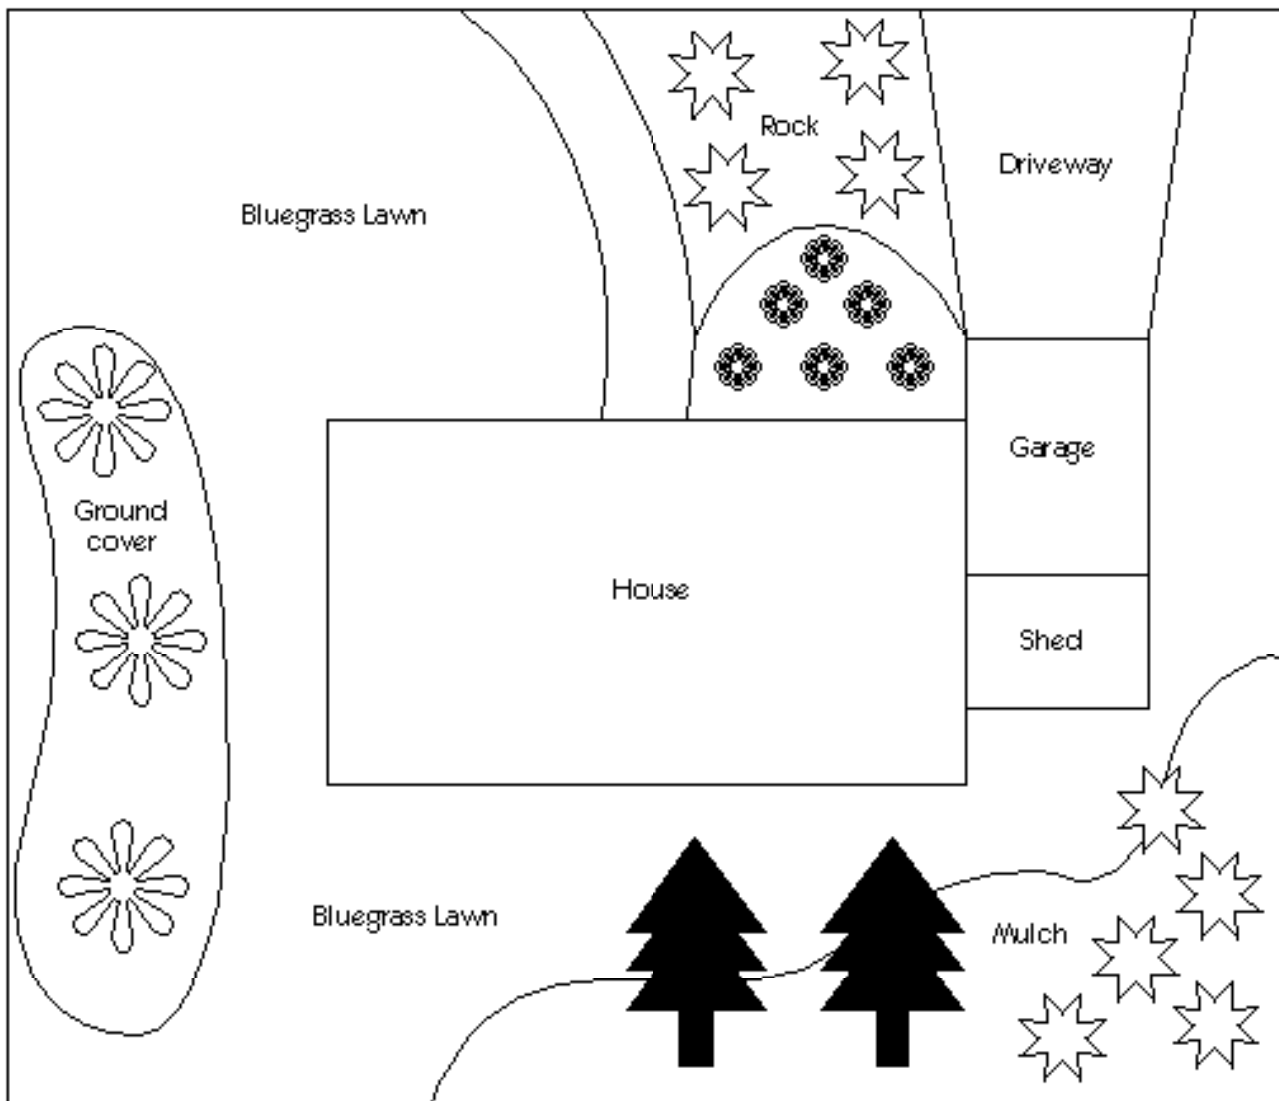 Rock
Driveway
Bluegrass Lawn
Garage
Ground
cover
House
Shed
Bluegrass Lawn
Mulch